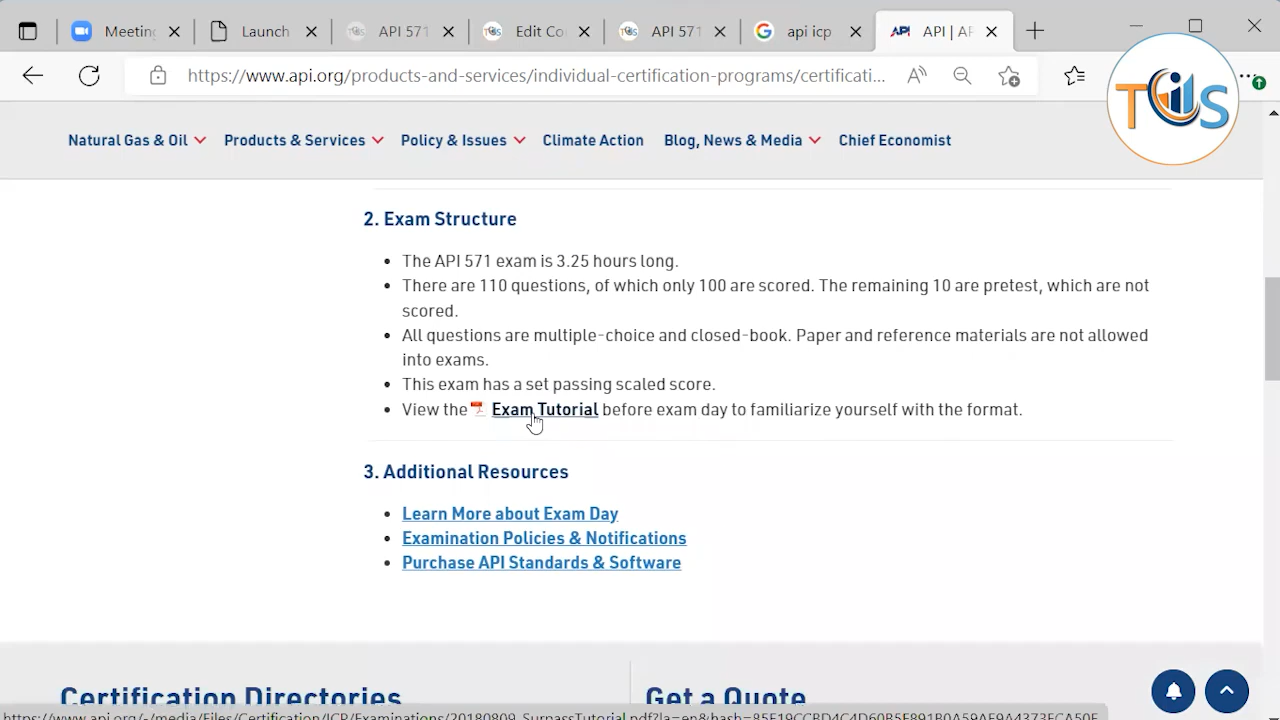 Meeting
Launch
API 571
Edit Co
API 571
api icp
API
API | AP
https://www.api.org/products-and-services/individual-certification-programs/certificati...
TCIS
Natural Gas & Oil
Products & Services
Policy & Issues
Climate Action
Blog, News & Media
Chief Economist
2. Exam Structure
• The API 571 exam is 3.25 hours long.
• There are 110 questions, of which only 100 are scored. The remaining 10 are pretest, which are not
scored.
• All questions are multiple-choice and closed-book. Paper and reference materials are not allowed
into exams.
• This exam has a set passing scaled score.
• View the Exam Tutorial before exam day to familiarize yourself with the format.
3. Additional Resources
• Learn More about Exam Day
• Examination Policies & Notifications
• Purchase API Standards & Software
Certification Directories
Get a Quote